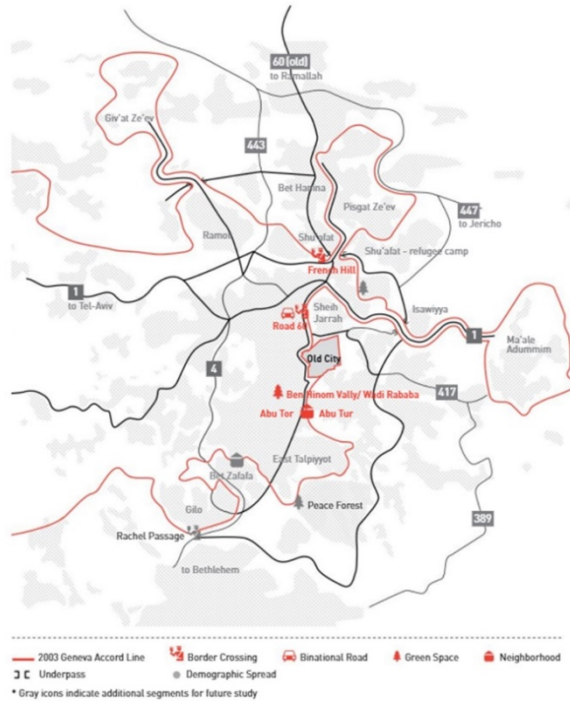 60 (old)
to Ramallah
Giv'at Ze'ev
443
Bet Hanina
Pisgat Ze'ev
447
to Jericho
Ramot
Shu'afat
Shu'afat - refugee camp
French Hill
1
to Tel-Aviv
Sheih
Jarrah
Isawiyya
Road 60
1
Ma'ale
Adummim
Old City
4
417
Ben Hinom Vally/ Wadi Rababa
Abu Tor
Abu Tur
East Talpiyyot
Bet Zafafa
Gilo
Peace Forest
389
Rachel Passage
to Bethlehem
2003 Geneva Accord Line
Border Crossing
Binational Road
Green Space
Neighborhood
Underpass
Demographic Spread
* Gray icons indicate additional segments for future study